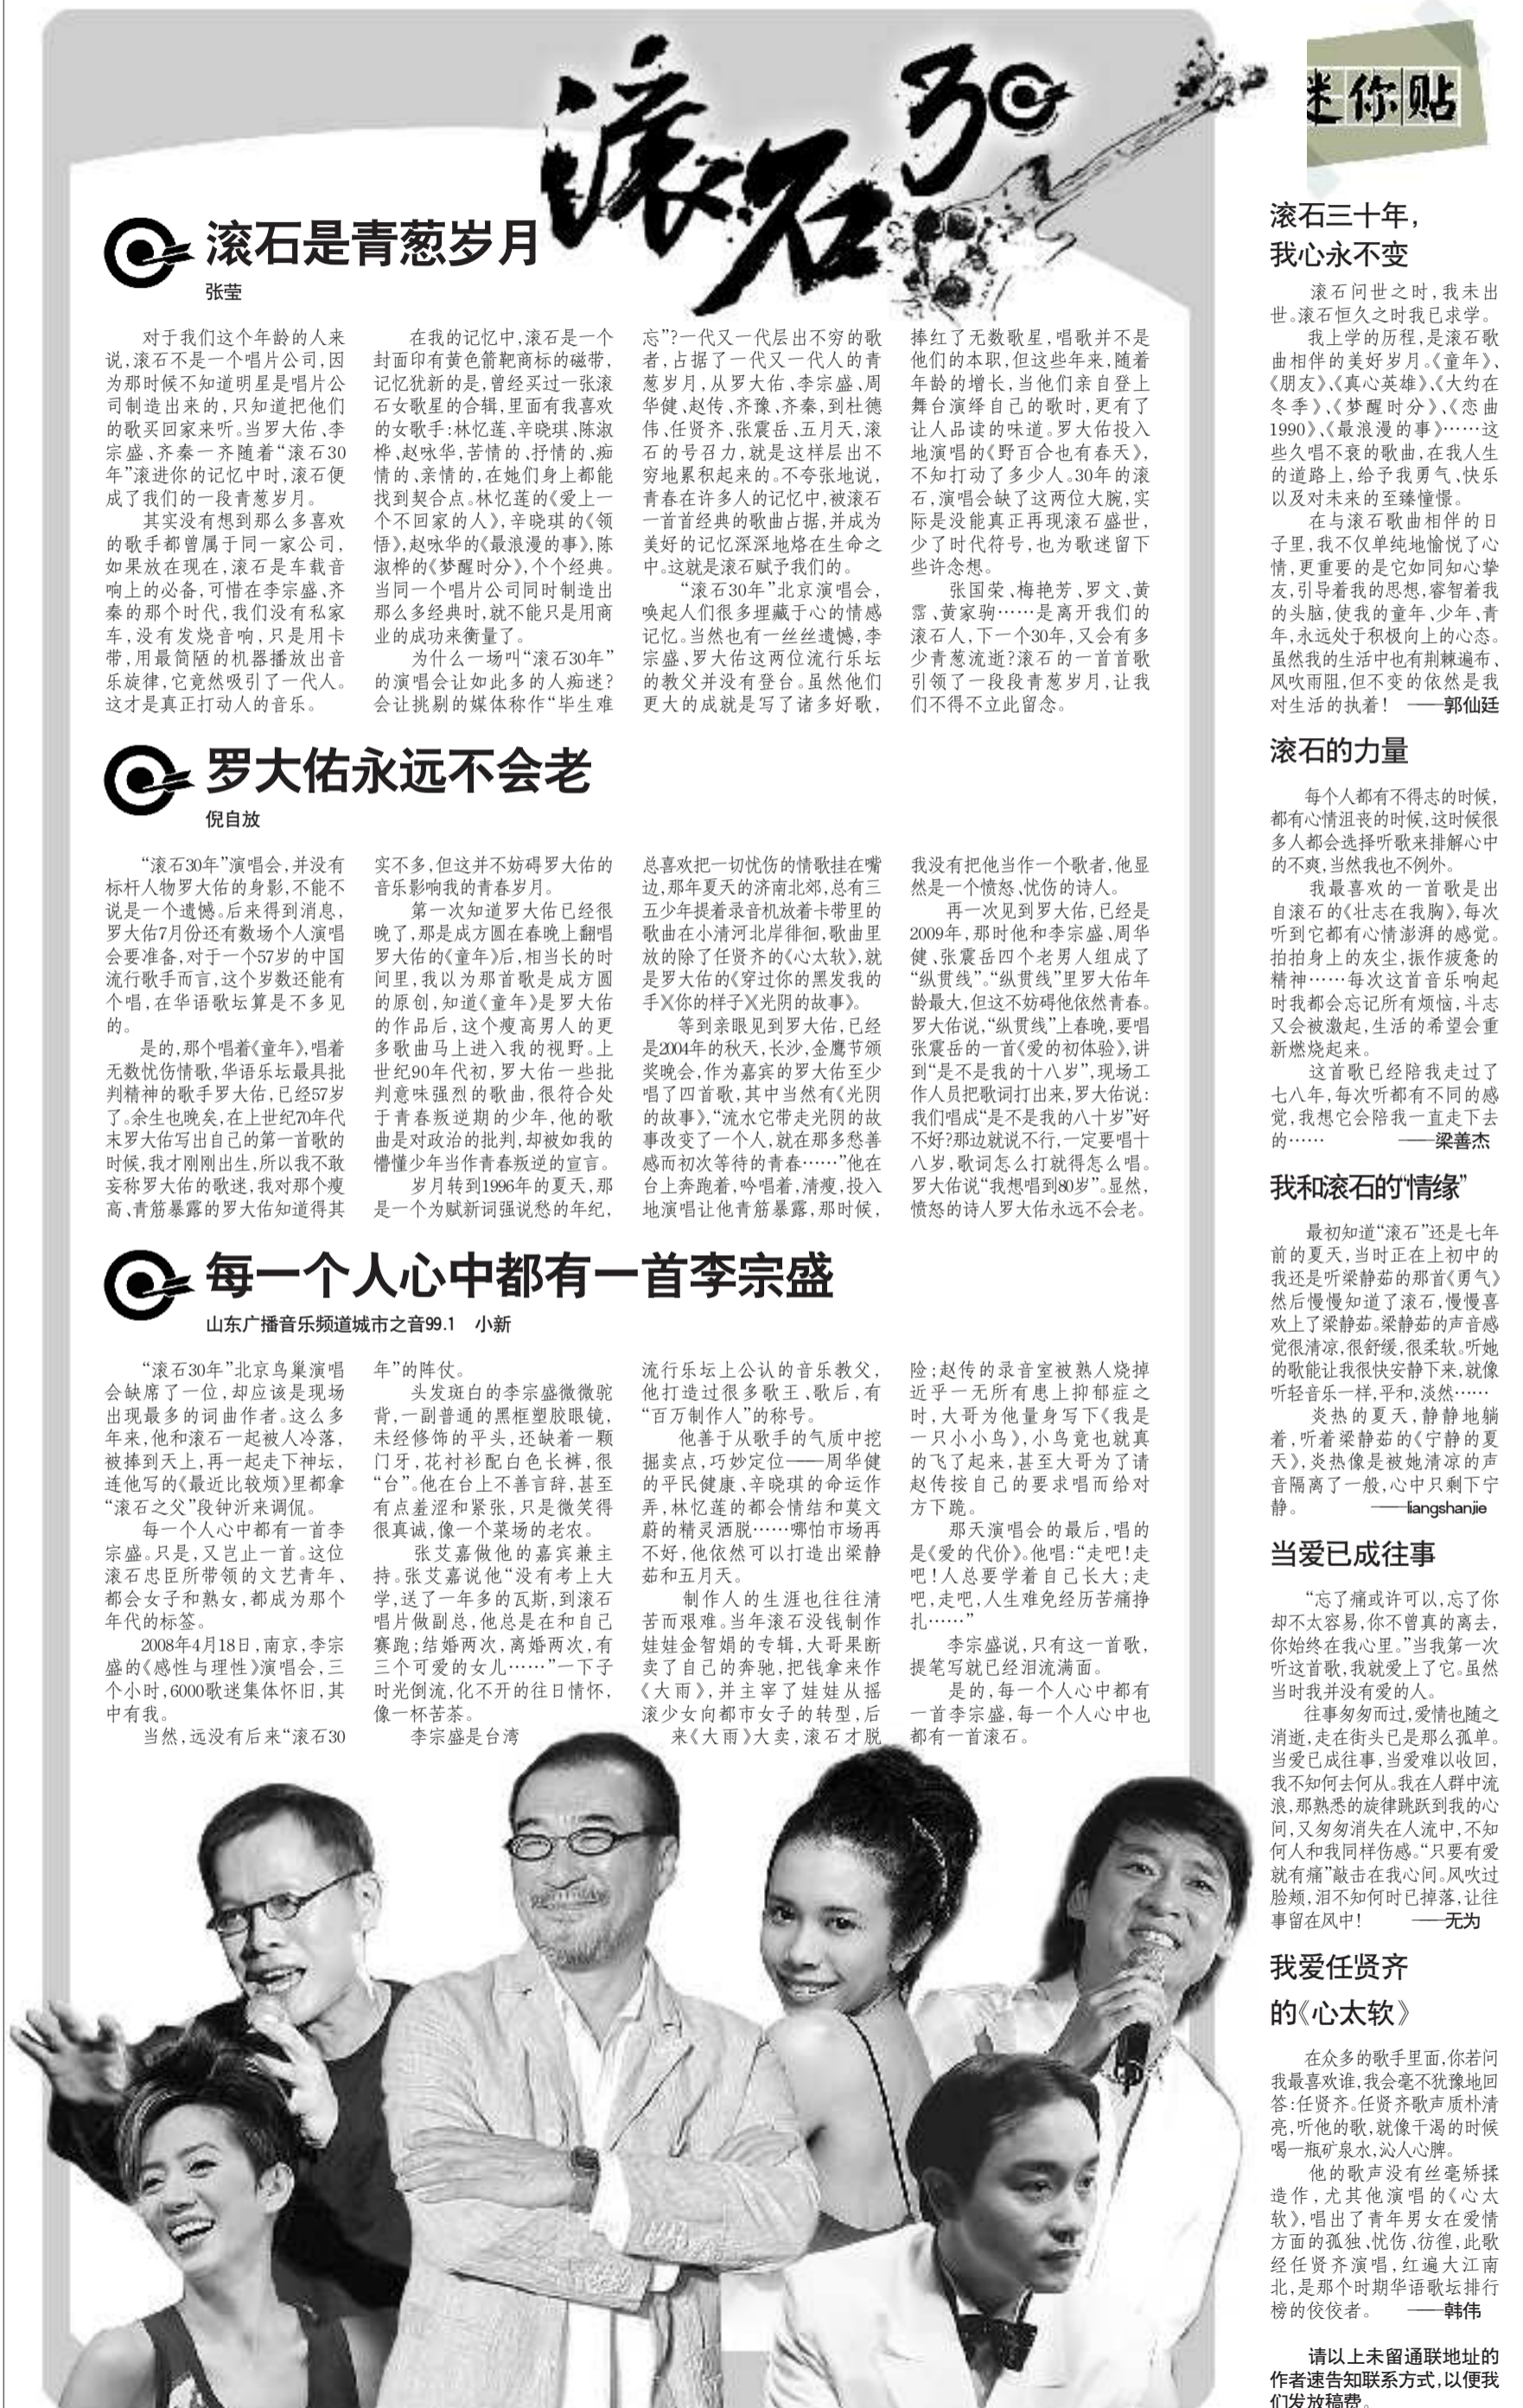 滚石30
滚石是青葱岁月
张莹
对于我们这个年龄的人来
说,滚石不是一个唱片公司,因
为那时候不知道明星是唱片公
司制造出来的,只知道把他们
的歌买回家来听。当罗大佑、李
宗盛、齐秦一齐随着“滚石30
年”滚进你的记忆中时,滚石便
成了我们的一段青葱岁月。
其实没有想到那么多喜欢
的歌手都曾属于同一家公司,
如果放在现在,滚石是车载音
响上的必备,可惜在李宗盛、齐
秦的那个时代,我们没有私家
车,没有发烧音响,只是用卡
带,用最简陋的机器播放出音
乐旋律,它竟然吸引了一代人。
这才是真正打动人的音乐。
在我的记忆中,滚石是一个
封面印有黄色箭靶商标的磁带,
记忆犹新的是,曾经买过一张滚
石女歌星的合辑,里面有我喜欢
的女歌手:林忆莲、辛晓琪、陈淑
桦、赵咏华,苦情的、抒情的、痴
情的、亲情的,在她们身上都能
找到契合点。林忆莲的《爱上一
个不回家的人》,辛晓琪的《领
悟》,赵咏华的《最浪漫的事》,陈
淑桦的《梦醒时分》,个个经典。
当同一个唱片公司同时制造出
那么多经典时,就不能只是用商
业的成功来衡量了。
为什么一场叫“滚石30年”
的演唱会让如此多的人痴迷?
会让挑剔的媒体称作“毕生难
忘”?一代又一代层出不穷的歌
者,占据了一代又一代人的青
葱岁月,从罗大佑、李宗盛、周
华健、赵传、齐豫、齐秦,到杜德
伟、任贤齐、张震岳、五月天,滚
石的号召力,就是这样层出不
穷地累积起来的。不夸张地说,
青春在许多人的记忆中,被滚石
一首首经典的歌曲占据,并成为
美好的记忆深深地烙在生命之
中。这就是滚石赋予我们的。
“滚石30年”北京演唱会,
唤起人们很多埋藏于心的情感
记忆。当然也有一丝丝遗憾,李
宗盛、罗大佑这两位流行乐坛
的教父并没有登台。虽然他们
更大的成就是写了诸多好歌,
捧红了无数歌星,唱歌并不是
他们的本职,但这些年来,随着
年龄的增长,当他们亲自登上
舞台演绎自己的歌时,更有了
让人品读的味道。罗大佑投入
地演唱的《野百合也有春天》,
不知打动了多少人。30年的滚
石,演唱会缺了这两位大腕,实
际是没能真正再现滚石盛世,
少了时代符号,也为歌迷留下
些许念想。
张国荣、梅艳芳、罗文、黄
霑、黄家驹……是离开我们的
滚石人,下一个30年,又会有多
少青葱流逝?滚石的一首首歌
引领了一段段青葱岁月,让我
们不得不立此留念。
罗大佑永远不会老
倪自放
“滚石30年”演唱会,并没有
标杆人物罗大佑的身影,不能不
说是一个遗憾。后来得到消息,
罗大佑7月份还有数场个人演唱
会要准备,对于一个57岁的中国
流行歌手而言,这个岁数还能有
个唱,在华语歌坛算是不多见
的。
是的,那个唱着《童年》,唱着
无数忧伤情歌,华语乐坛最具批
判精神的歌手罗大佑,已经57岁
了。余生也晚矣,在上世纪70年代
末罗大佑写出自己的第一首歌的
时候,我才刚刚出生,所以我不敢
妄称罗大佑的歌迷,我对那个瘦
高、青筋暴露的罗大佑知道得其
实不多,但这并不妨碍罗大佑的
音乐影响我的青春岁月。
第一次知道罗大佑已经很
晚了,那是成方圆在春晚上翻唱
罗大佑的《童年》后,相当长的时
间里,我以为那首歌是成方圆
的原创,知道《童年》是罗大佑
的作品后,这个瘦高男人的更
多歌曲马上进入我的视野。上
世纪90年代初,罗大佑一些批
判意味强烈的歌曲,很符合处
于青春叛逆期的少年,他的歌
曲是对政治的批判,却被如我的
懵懂少年当作青春叛逆的宣言。
岁月转到1996年的夏天,那
是一个为赋新词强说愁的年纪,
总喜欢把一切忧伤的情歌挂在嘴
边,那年夏天的济南北郊,总有三
五少年提着录音机放着卡带里的
歌曲在小清河北岸徘徊,歌曲里
放的除了任贤齐的《心太软》,就
是罗大佑的《穿过你的黑发我的
手》《你的样子》《光阴的故事》。
等到亲眼见到罗大佑,已经
是2004年的秋天,长沙,金鹰节颁
奖晚会,作为嘉宾的罗大佑至少
唱了四首歌,其中当然有《光阴
的故事》,“流水它带走光阴的故
事改变了一个人,就在那多愁善
感而初次等待的青春……”他在
台上奔跑着,吟唱着,清瘦,投入
地演唱让他青筋暴露,那时候,
我没有把他当作一个歌者,他显
然是一个愤怒、忧伤的诗人。
再一次见到罗大佑,已经是
2009年,那时他和李宗盛、周华
健、张震岳四个老男人组成了
“纵贯线”。“纵贯线”里罗大佑年
龄最大,但这不妨碍他依然青春。
罗大佑说,“纵贯线”上春晚,要唱
张震岳的一首《爱的初体验》,讲
到“是不是我的十八岁”,现场工
作人员把歌词打出来,罗大佑说:
我们唱成“是不是我的八十岁”好
不好?那边就说不行,一定要唱十
八岁,歌词怎么打就得怎么唱。
罗大佑说“我想唱到80岁”。显然,
愤怒的诗人罗大佑永远不会老。
每一个人心中都有一首李宗盛
山东广播音乐频道城市之音99.1 小新
“滚石30年”北京鸟巢演唱
会缺席了一位,却应该是现场
出现最多的词曲作者。这么多
年来,他和滚石一起被人冷落,
被捧到天上,再一起走下神坛,
连他写的《最近比较烦》里都拿
“滚石之父”段钟沂来调侃。
每一个人心中都有一首李
宗盛。只是,又岂止一首。这位
滚石忠臣所带领的文艺青年、
都会女子和熟女,都成为那个
年代的标签。
2008年4月18日,南京,李宗
盛的《感性与理性》演唱会,三
个小时,6000歌迷集体怀旧,其
中有我。
当然,远没有后来“滚石30
年”的阵仗。
头发斑白的李宗盛微微驼
背,一副普通的黑框塑胶眼镜,
未经修饰的平头,还缺着一颗
门牙,花衬衫配白色长裤,很
“台”。他在台上不善言辞,甚至
有点羞涩和紧张,只是微笑得
很真诚,像一个菜场的老农。
张艾嘉做他的嘉宾兼主
持。张艾嘉说他“没有考上大
学,送了一年多的瓦斯,到滚石
唱片做副总,他总是在和自己
赛跑;结婚两次,离婚两次,有
三个可爱的女儿……”一下子
时光倒流,化不开的往日情怀,
像一杯苦茶。
李宗盛是台湾
流行乐坛上公认的音乐教父,
他打造过很多歌王、歌后,有
“百万制作人”的称号。
他善于从歌手的气质中挖
掘卖点,巧妙定位——周华健
的平民健康、辛晓琪的命运作
弄,林忆莲的都会情结和莫文
蔚的精灵洒脱……哪怕市场再
不好,他依然可以打造出梁静
茹和五月天。
制作人的生涯也往往清
苦而艰难。当年滚石没钱制作
娃娃金智娟的专辑,大哥果断
卖了自己的奔驰,把钱拿来作
《大雨》,并主宰了娃娃从摇
滚少女向都市女子的转型,后
来《大雨》大卖,滚石才脱
险;赵传的录音室被熟人烧掉
近乎一无所有患上抑郁症之
时,大哥为他量身写下《我是
一只小小鸟》,小鸟竟也就真
的飞了起来,甚至大哥为了请
赵传按自己的要求唱而给对
方下跪。
那天演唱会的最后,唱的
是《爱的代价》。他唱:“走吧!走
吧!人总要学着自己长大;走
吧,走吧,人生难免经历苦痛挣
扎……”
李宗盛说,只有这一首歌,
提笔写就已经泪流满面。
是的,每一个人心中都有
一首李宗盛,每一个人心中也
都有一首滚石。
迷你贴
滚石三十年,
我心永不变
滚石问世之时,我未出
世。滚石恒久之时我已求学。
我上学的历程,是滚石歌
曲相伴的美好岁月。《童年》、
《朋友》、《真心英雄》、《大约在
冬季》、《梦醒时分》、《恋曲
1990》、《最浪漫的事》……这
些久唱不衰的歌曲,在我人生
的道路上,给予我勇气、快乐
以及对未来的至臻憧憬。
在与滚石歌曲相伴的日
子里,我不仅单纯地愉悦了心
情,更重要的是它如同知心挚
友,引导着我的思想,睿智着我
的头脑,使我的童年、少年、青
年,永远处于积极向上的心态。
虽然我的生活中也有荆棘遍布、
风吹雨阻,但不变的依然是我
对生活的执着! ——郭仙廷
滚石的力量
每个人都有不得志的时候,
都有心情沮丧的时候,这时候很
多人都会选择听歌来排解心中
的不爽,当然我也不例外。
我最喜欢的一首歌是出
自滚石的《壮志在我胸》,每次
听到它都有心情澎湃的感觉。
拍拍身上的灰尘,振作疲惫的
精神……每次这首音乐响起
时我都会忘记所有烦恼,斗志
又会被激起,生活的希望会重
新燃烧起来。
这首歌已经陪我走过了
七八年,每次听都有不同的感
觉,我想它会陪我一直走下去
的…… ——梁善杰
我和滚石的“情缘”
最初知道“滚石”还是七年
前的夏天,当时正在上初中的
我还是听梁静茹的那首《勇气》
然后慢慢知道了滚石,慢慢喜
欢上了梁静茹。梁静茹的声音感
觉很清凉,很舒缓,很柔软。听她
的歌能让我很快安静下来,就像
听轻音乐一样,平和,淡然……
炎热的夏天,静静地躺
着,听着梁静茹的《宁静的夏
天》,炎热像是被她清凉的声
音隔离了一般,心中只剩下宁
静。 ——liangshanjie
当爱已成往事
“忘了痛或许可以,忘了你
却不太容易,你不曾真的离去,
你始终在我心里。”当我第一次
听这首歌,我就爱上了它。虽然
当时我并没有爱的人。
往事匆匆而过,爱情也随之
消逝,走在街头已是那么孤单。
当爱已成往事,当爱难以收回,
我不知何去何从。我在人群中流
浪,那熟悉的旋律跳跃到我的心
间,又匆匆消失在人流中,不知
何人和我同样伤感。“只要有爱
就有痛”敲击在我心间。风吹过
脸颊,泪不知何时已掉落,让往
事留在风中! ——无为
我爱任贤齐
的《心太软》
在众多的歌手里面,你若问
我最喜欢谁,我会毫不犹豫地回
答:任贤齐。任贤齐歌声质朴清
亮,听他的歌,就像干渴的时候
喝一瓶矿泉水,沁人心脾。
他的歌声没有丝毫矫揉
造作,尤其他演唱的《心太
软》,唱出了青年男女在爱情
方面的孤独、忧伤、彷徨,此歌
经任贤齐演唱,红遍大江南
北,是那个时期华语歌坛排行
榜的佼佼者。 ——韩伟
请以上未留通联地址的
作者速告知联系方式,以便我
们发放稿费。